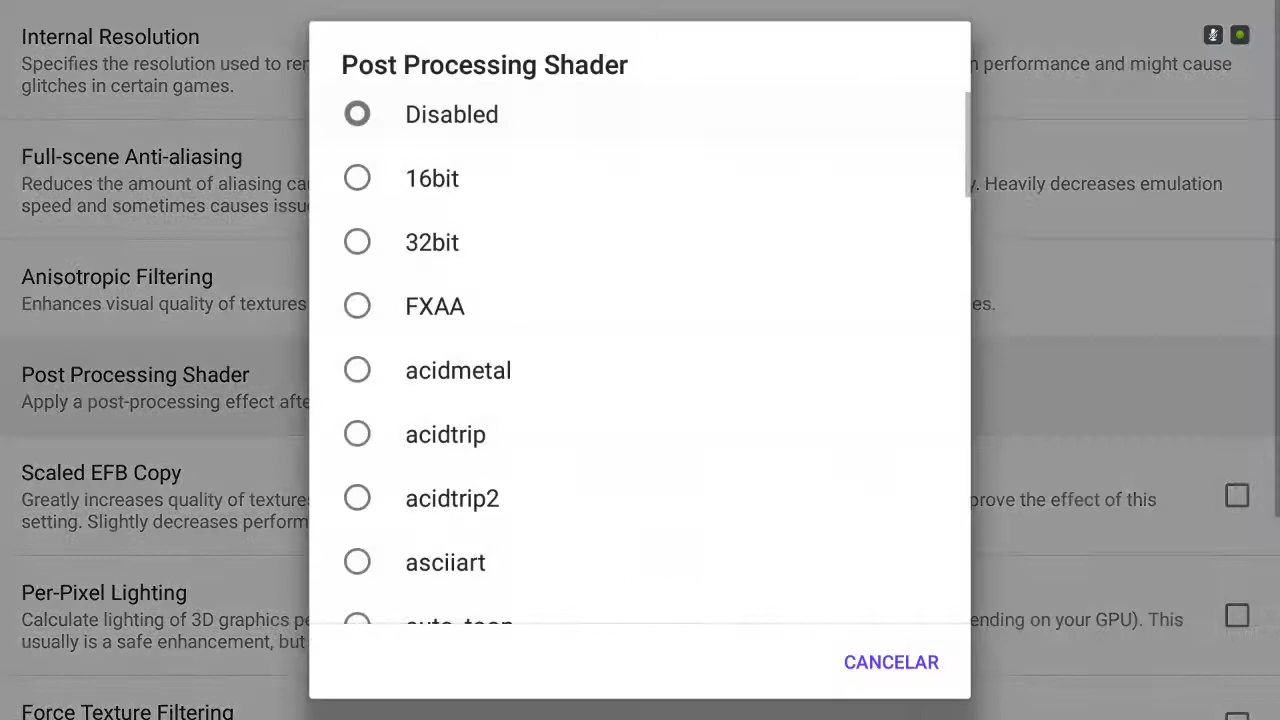 Internal Resolution
Specifies the resolution used to rer
n performance and might cause
glitches in certain games.
Full-scene Anti-aliasing
Reduces the amount of aliasing ca
y. Heavily decreases emulation
speed and sometimes causes issu
Anisotropic Filtering
Enhances visual quality of textures
es.
Post Processing Shader
Apply a post-processing effect afte
Scaled EFB Copy
Greatly increases quality of texture
prove the effect of this
setting. Slightly decreases perform
Per-Pixel Lighting
Calculate lighting of 3D graphics pe
ending on your GPU). This
usually is a safe enhancement, but
Force Texture Filtering
Post Processing Shader
Disabled
16bit
32bit
FXAA
acidmetal
acidtrip
acidtrip2
asciiart
CANCELAR